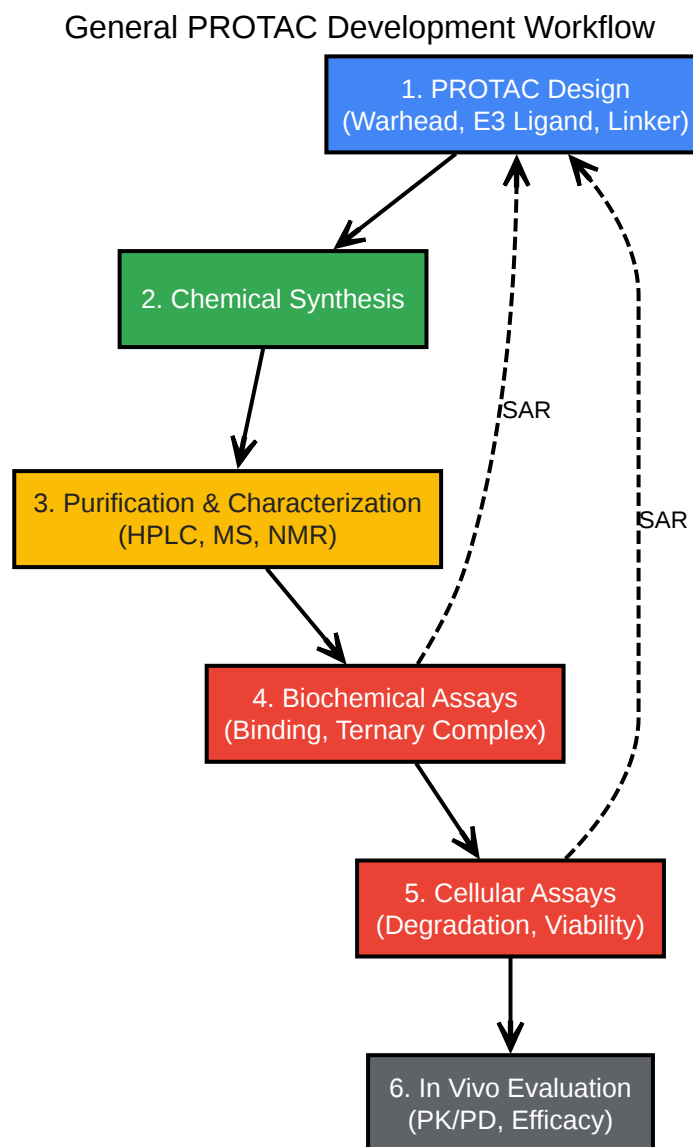 General PROTAC Development Workflow
1. PROTAC Design
(Warhead, E3 Ligand, Linker)
2. Chemical Synthesis
SAR
3. Purification & Characterization
(HPLC, MS, NMR)
SAR
4. Biochemical Assays
(Binding, Ternary Complex)
5. Cellular Assays
(Degradation, Viability)
6. In Vivo Evaluation
(PK/PD, Efficacy)